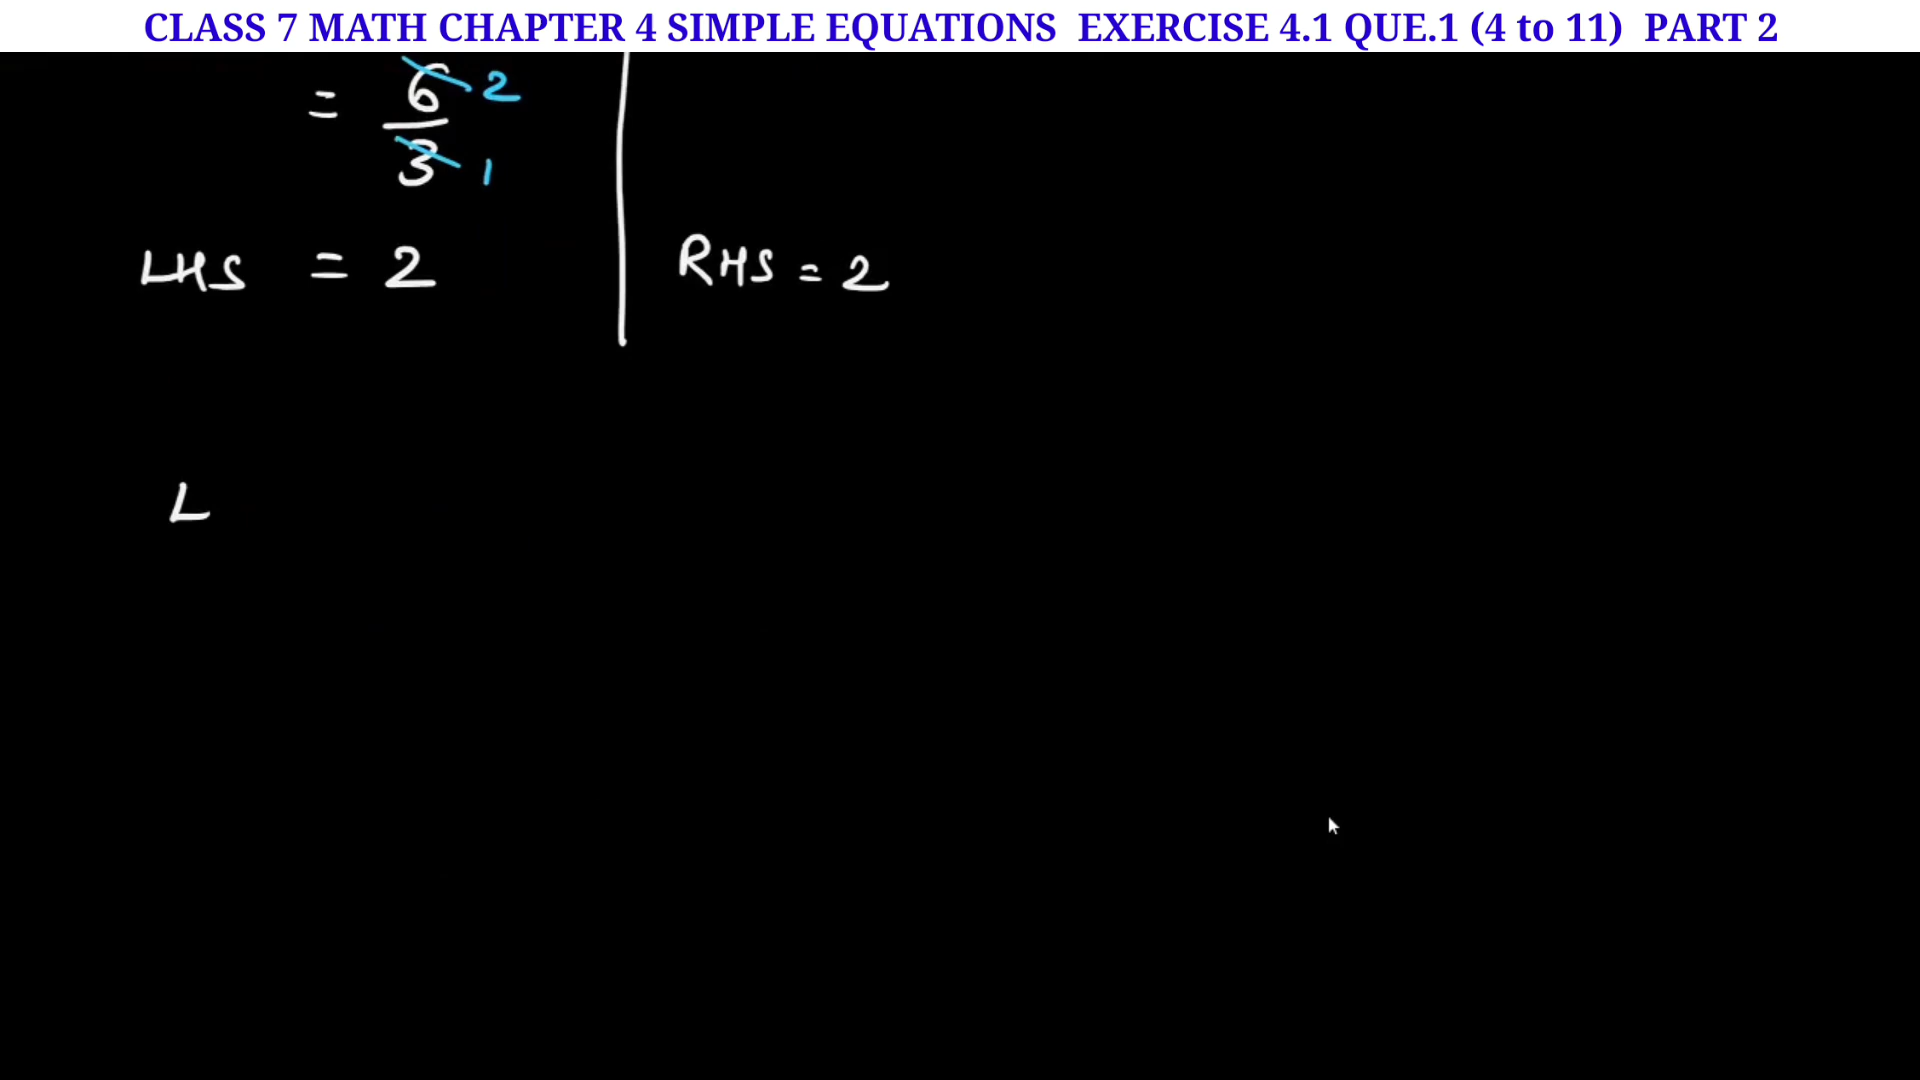 CLASS 7 MATH CHAPTER 4 SIMPLE EQUATIONS EXERCISE 4.1 QUE.1 (4 to 11) PART 2
= 6/3 2 1
LHS = 2
RHS = 2
L